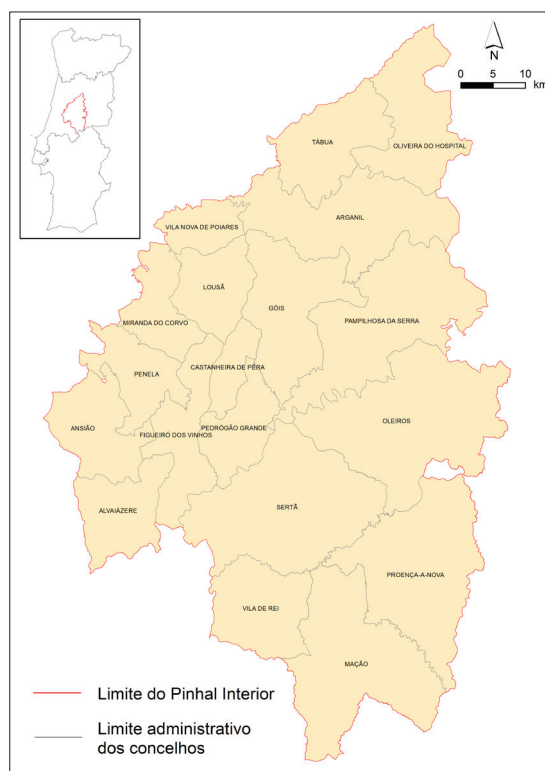 N
0 5 10
km
TÁBUA
OLIVEIRA DO HOSPITAL
ARGANIL
VILA NOVA DE POIARES
LOUSÃ
GÓIS
MIRANDA DO CORVO
PAMPILHOSA DA SERRA
PENELA
CASTANHEIRA DE PÊRA
ANSIÃO
FIGUEIRÓ DOS VINHOS
PEDRÓGÃO GRANDE
OLEIROS
ALVAIÁZERE
SERTÃ
PROENÇA-A-NOVA
VILA DE REI
MAÇÃO
Limite do Pinhal Interior
Limite administrativo
dos concelhos